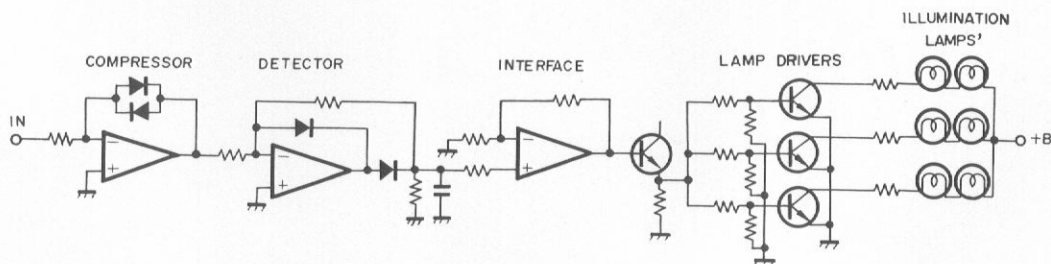 ILLUMINATION
LAMPS'
COMPRESSOR
DETECTOR
INTERFACE
LAMP DRIVERS
IN
+B
−
+
−
+
−
+